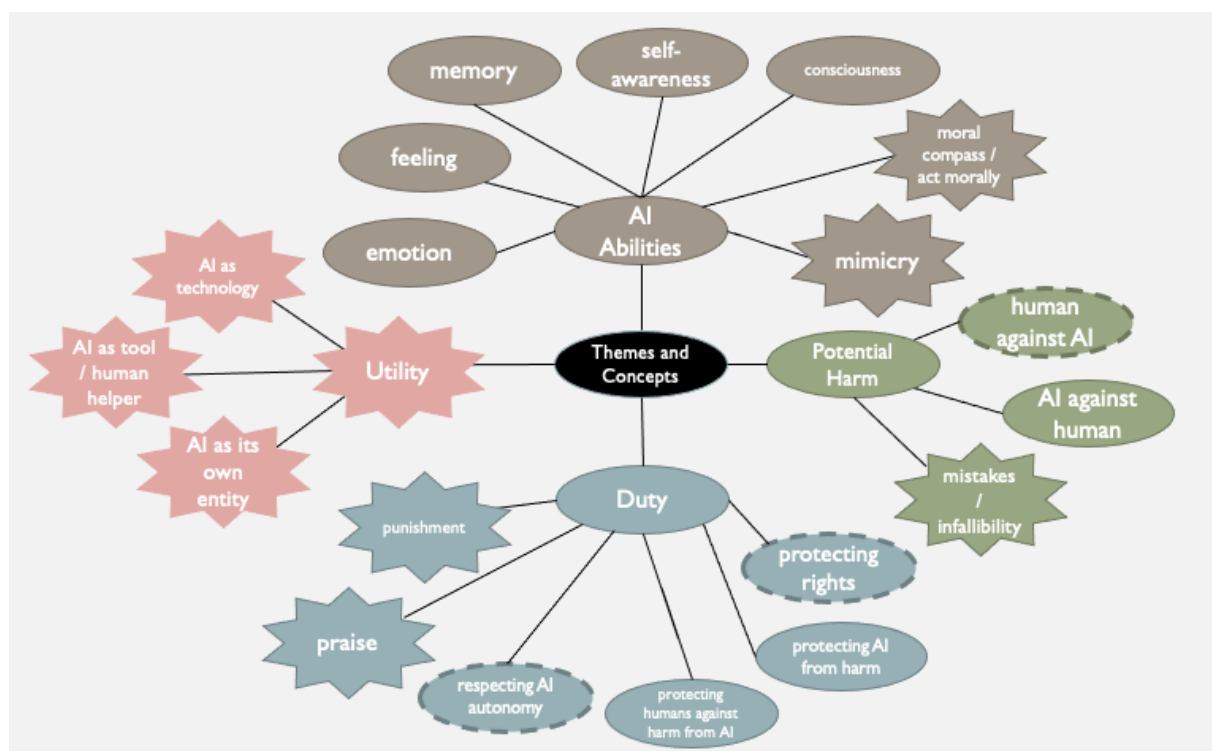 memory
self-
awareness
consciousness
moral
compass /
act morally
feeling
AI
Abilities
emotion
mimicry
AI as
technology
human
against AI
AI as tool
/ human
helper
Utility
Themes and
Concepts
Potential
Harm
AI against
human
AI as its
own
entity
mistakes
/
infallibility
punishment
Duty
protecting
rights
praise
respecting AI
autonomy
protecting
humans against
harm from AI
protecting AI
from harm